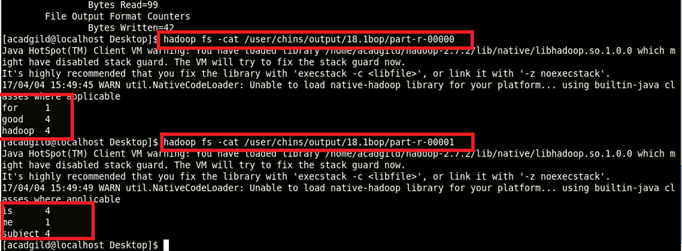 Bytes Read=99
File Output Format Counters
Bytes Written=42
[acadgild@localhost Desktop]$ hadoop fs -cat /user/chins/output/18.1bop/part-r-00000
Java HotSpot(TM) Client VM warning: You have loaded library /home/acadgild/hadoop-2.7.2/lib/native/libhadoop.so.1.0.0 which m
ight have disabled stack guard. The VM will try to fix the stack guard now.
It's highly recommended that you fix the library with 'execstack -c <libfile>', or link it with '-z noexecstack'.
17/04/04 15:49:45 WARN util.NativeCodeLoader: Unable to load native-hadoop library for your platform... using builtin-java cl
asses where applicable
for 1
good 4
hadoop 4
[acadgild@localhost Desktop]$ hadoop fs -cat /user/chins/output/18.1bop/part-r-00001
Java HotSpot(TM) Client VM warning: You have loaded library /home/acadgild/hadoop-2.7.2/lib/native/libhadoop.so.1.0.0 which m
ight have disabled stack guard. The VM will try to fix the stack guard now.
It's highly recommended that you fix the library with 'execstack -c <libfile>', or link it with '-z noexecstack'.
17/04/04 15:49:49 WARN util.NativeCodeLoader: Unable to load native-hadoop library for your platform... using builtin-java cl
asses where applicable
is 4
me 1
subject 4
[acadgild@localhost Desktop]$